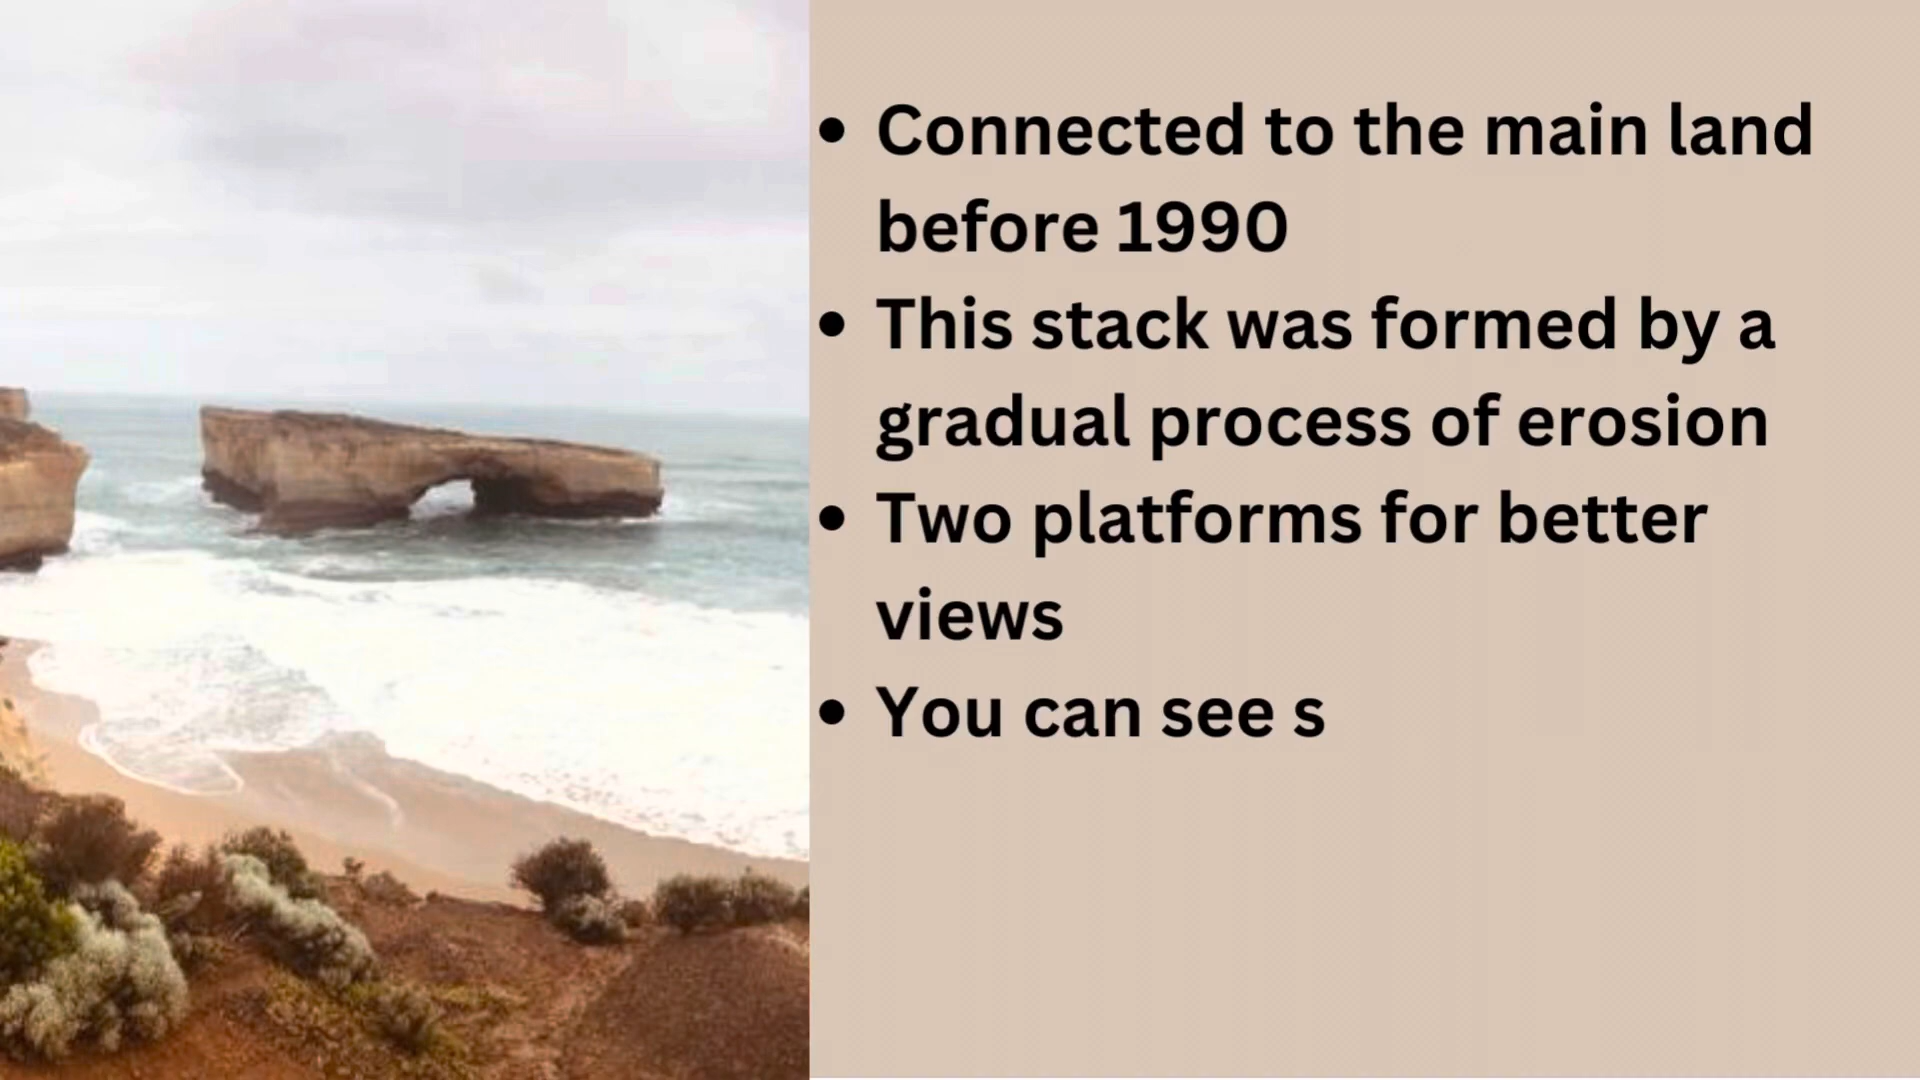 • Connected to the main land
before 1990
• This stack was formed by a
gradual process of erosion
• Two platforms for better
views
• You can see s